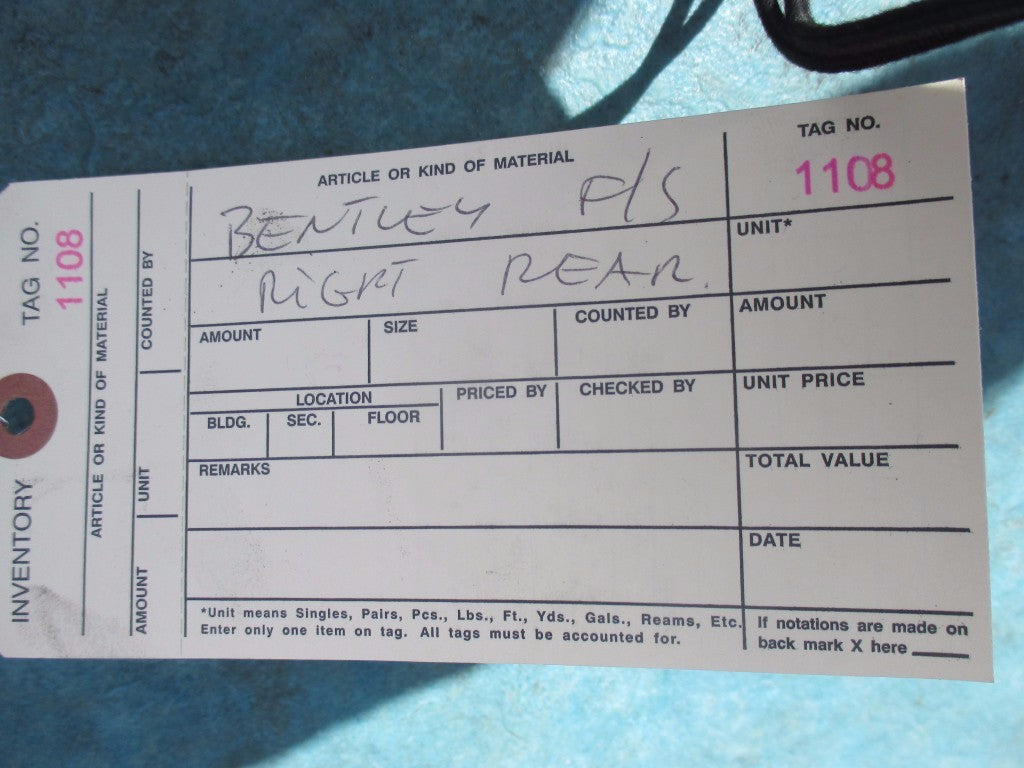 TAG NO.
1108
ARTICLE OR KIND OF MATERIAL
COUNTED BY
UNIT
AMOUNT
INVENTORY
ARTICLE OR KIND OF MATERIAL
BENTLEY P/S
RIGHT REAR.
TAG NO.
1108
UNIT*
AMOUNT
SIZE
COUNTED BY
AMOUNT
LOCATION
PRICED BY
CHECKED BY
UNIT PRICE
BLDG.
SEC.
FLOOR
REMARKS
TOTAL VALUE
DATE
*Unit means Singles, Pairs, Pcs., Lbs., Ft., Yds., Gals., Reams, Etc.
Enter only one item on tag. All tags must be accounted for.
If notations are made on
back mark X here